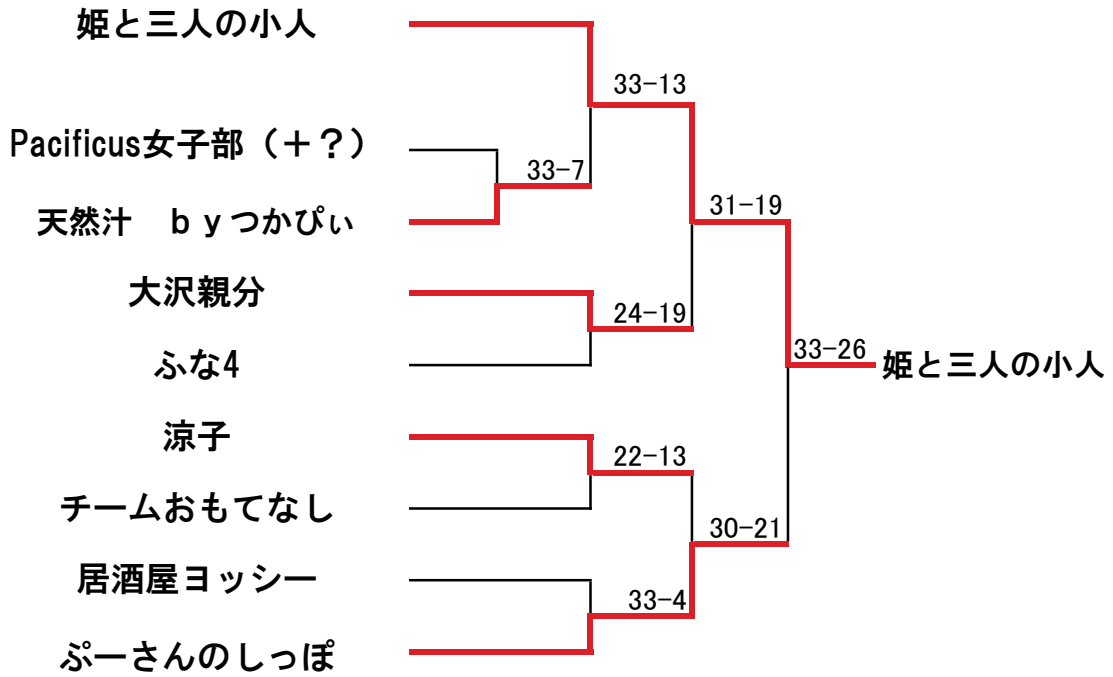 姫と三人の小人
33-13
Pacificus女子部（＋？）
33-7
天然汁　ｂｙつかぴぃ
31-19
大沢親分
24-19
ふな4
33-26
姫と三人の小人
涼子
22-13
チームおもてなし
30-21
居酒屋ヨッシー
33-4
ぷーさんのしっぽ